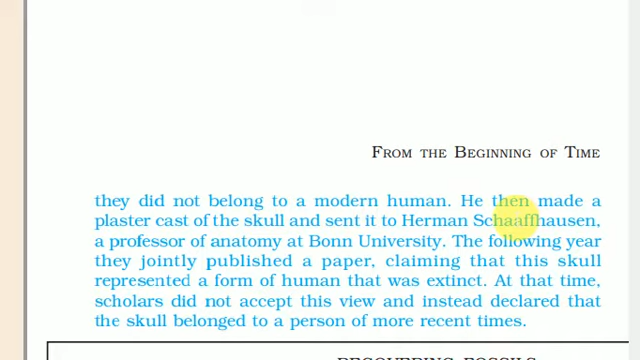 From the Beginning of Time
they did not belong to a modern human. He then made a
plaster cast of the skull and sent it to Herman Schaaffhausen,
a professor of anatomy at Bonn University. The following year
they jointly published a paper, claiming that this skull
represented a form of human that was extinct. At that time,
scholars did not accept this view and instead declared that
the skull belonged to a person of more recent times.
RECOVERING FOSSILS